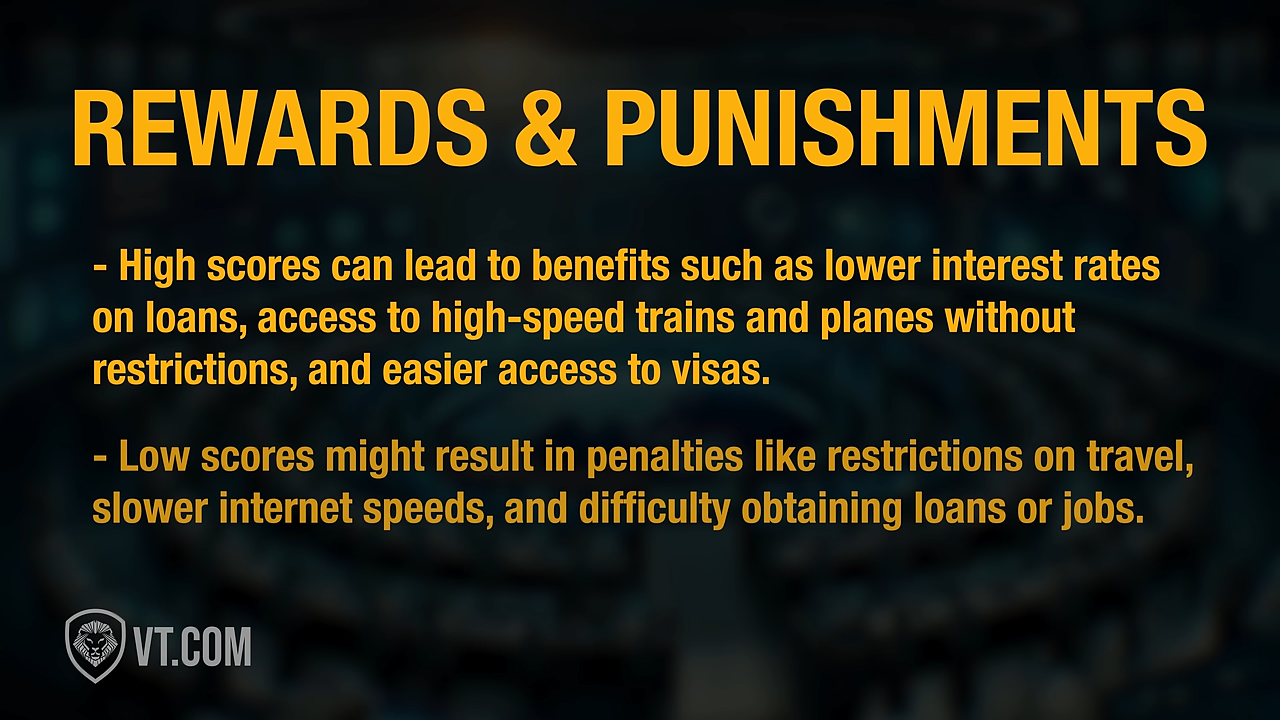 REWARDS & PUNISHMENTS
- High scores can lead to benefits such as lower interest rates
on loans, access to high-speed trains and planes without
restrictions, and easier access to visas.
- Low scores might result in penalties like restrictions on travel,
slower internet speeds, and difficulty obtaining loans or jobs.
VT.COM